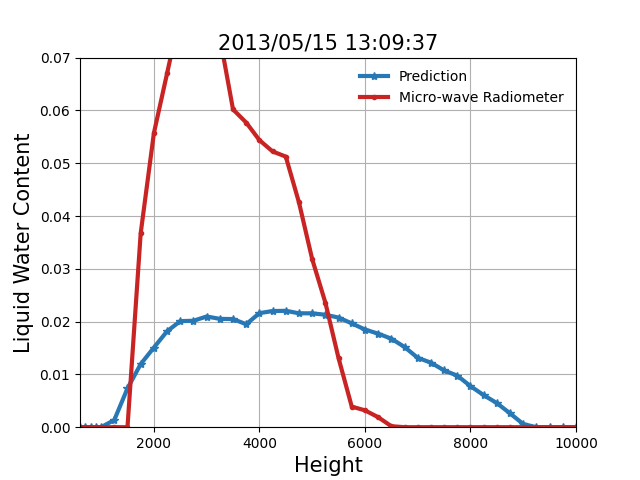 2013/05/15 13:09:37
0.07
0.06
0.05
0.04
0.03
0.02
0.01
0.00
Liquid Water Content
Prediction
Micro-wave Radiometer
2000 4000 6000 8000 10000
Height